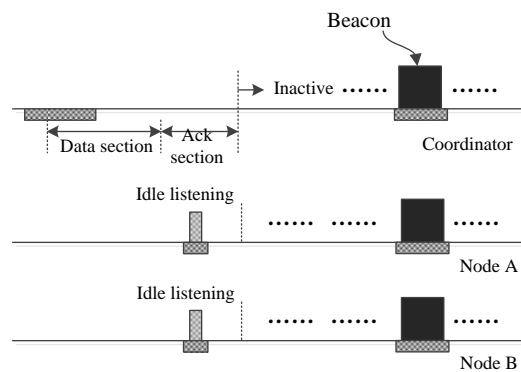 Beacon
Inactive ...... ......
Data section
Ack section
Coordinator
Idle listening
...... ...... ......
Node A
Idle listening
...... ...... ......
Node B